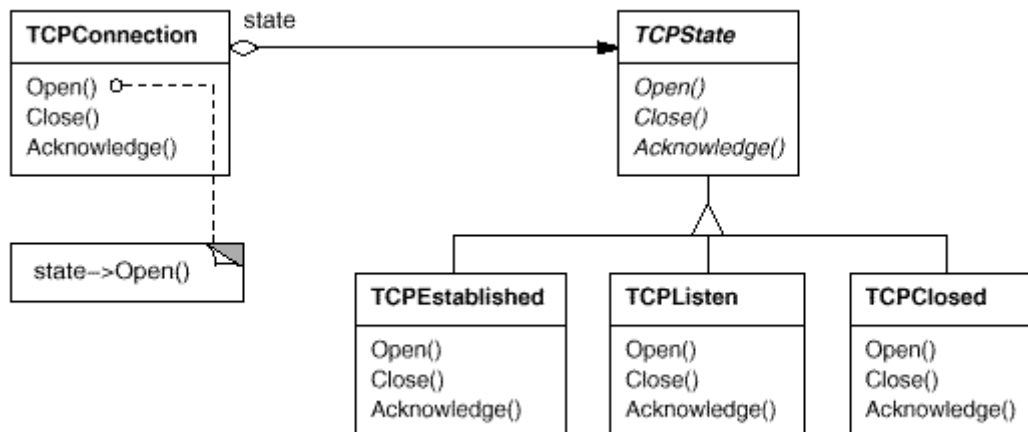 state
TCPConnection
Open()
Close()
Acknowledge()
state->Open()
TCPState
Open()
Close()
Acknowledge()
TCPEstablished
Open()
Close()
Acknowledge()
TCPListen
Open()
Close()
Acknowledge()
TCPClosed
Open()
Close()
Acknowledge()